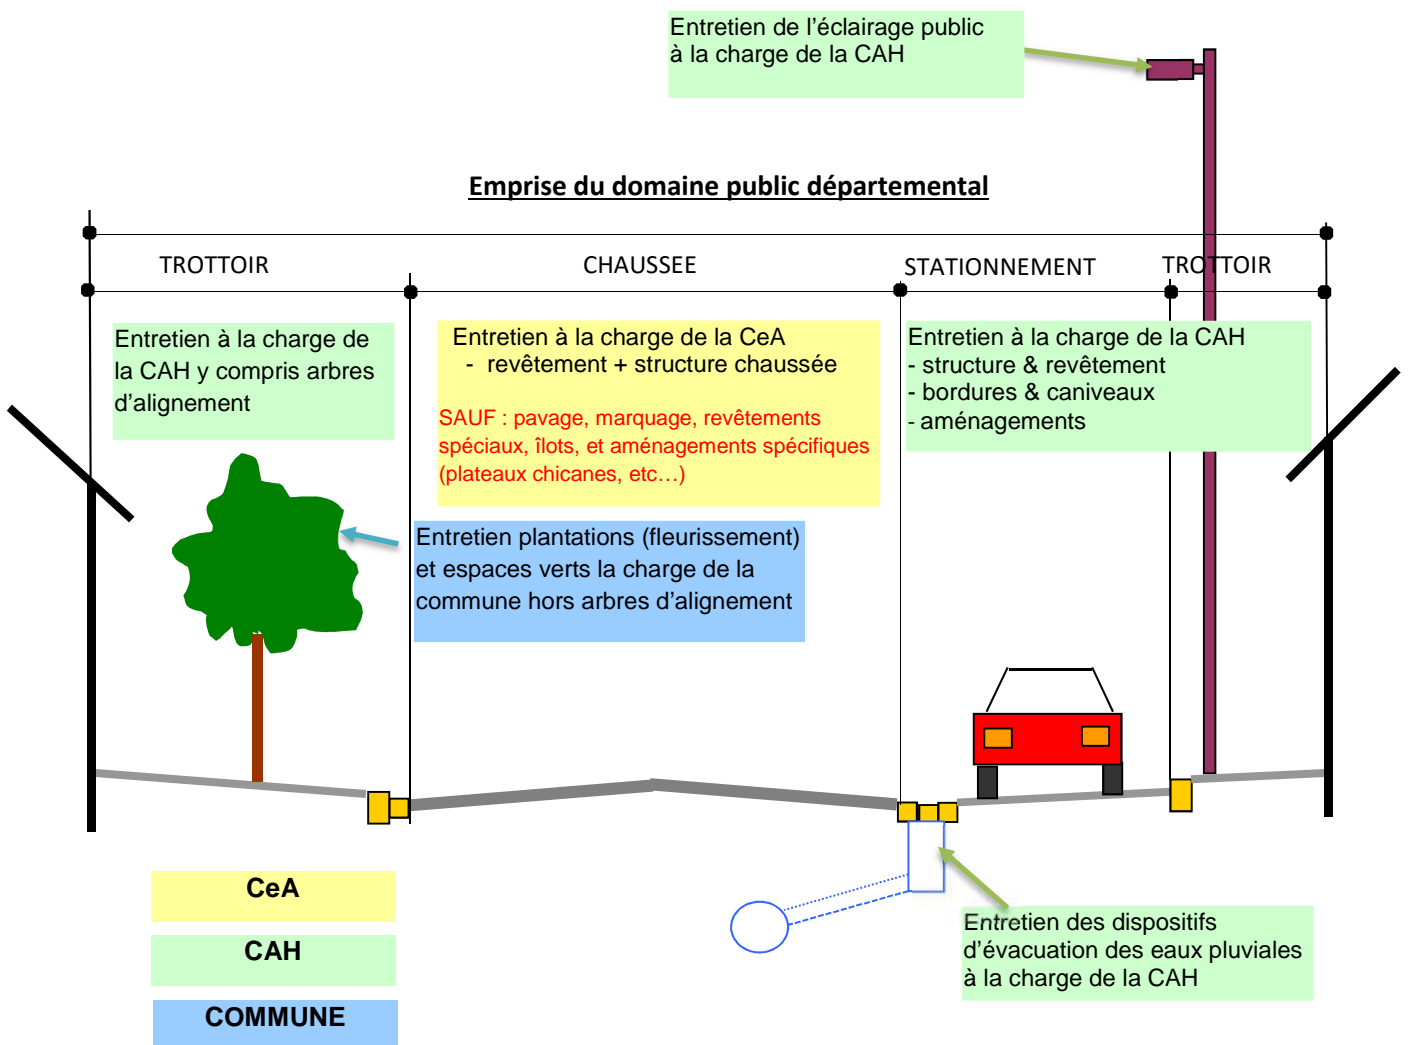 Entretien de l'éclairage public
à la charge de la CAH
Emprise du domaine public départemental
TROTTOIR
CHAUSSEE
STATIONNEMENT
TROTTOIR
Entretien à la charge de
la CAH y compris arbres
d'alignement
Entretien à la charge de la CeA
- revêtement + structure chaussée
SAUF : pavage, marquage, revêtements
spéciaux, îlots, et aménagements spécifiques
(plateaux chicanes, etc…)
Entretien à la charge de la CAH
- structure & revêtement
- bordures & caniveaux
- aménagements
Entretien plantations (fleurissement)
et espaces verts la charge de la
commune hors arbres d'alignement
Entretien des dispositifs
d'évacuation des eaux pluviales
à la charge de la CAH
CeA
CAH
COMMUNE